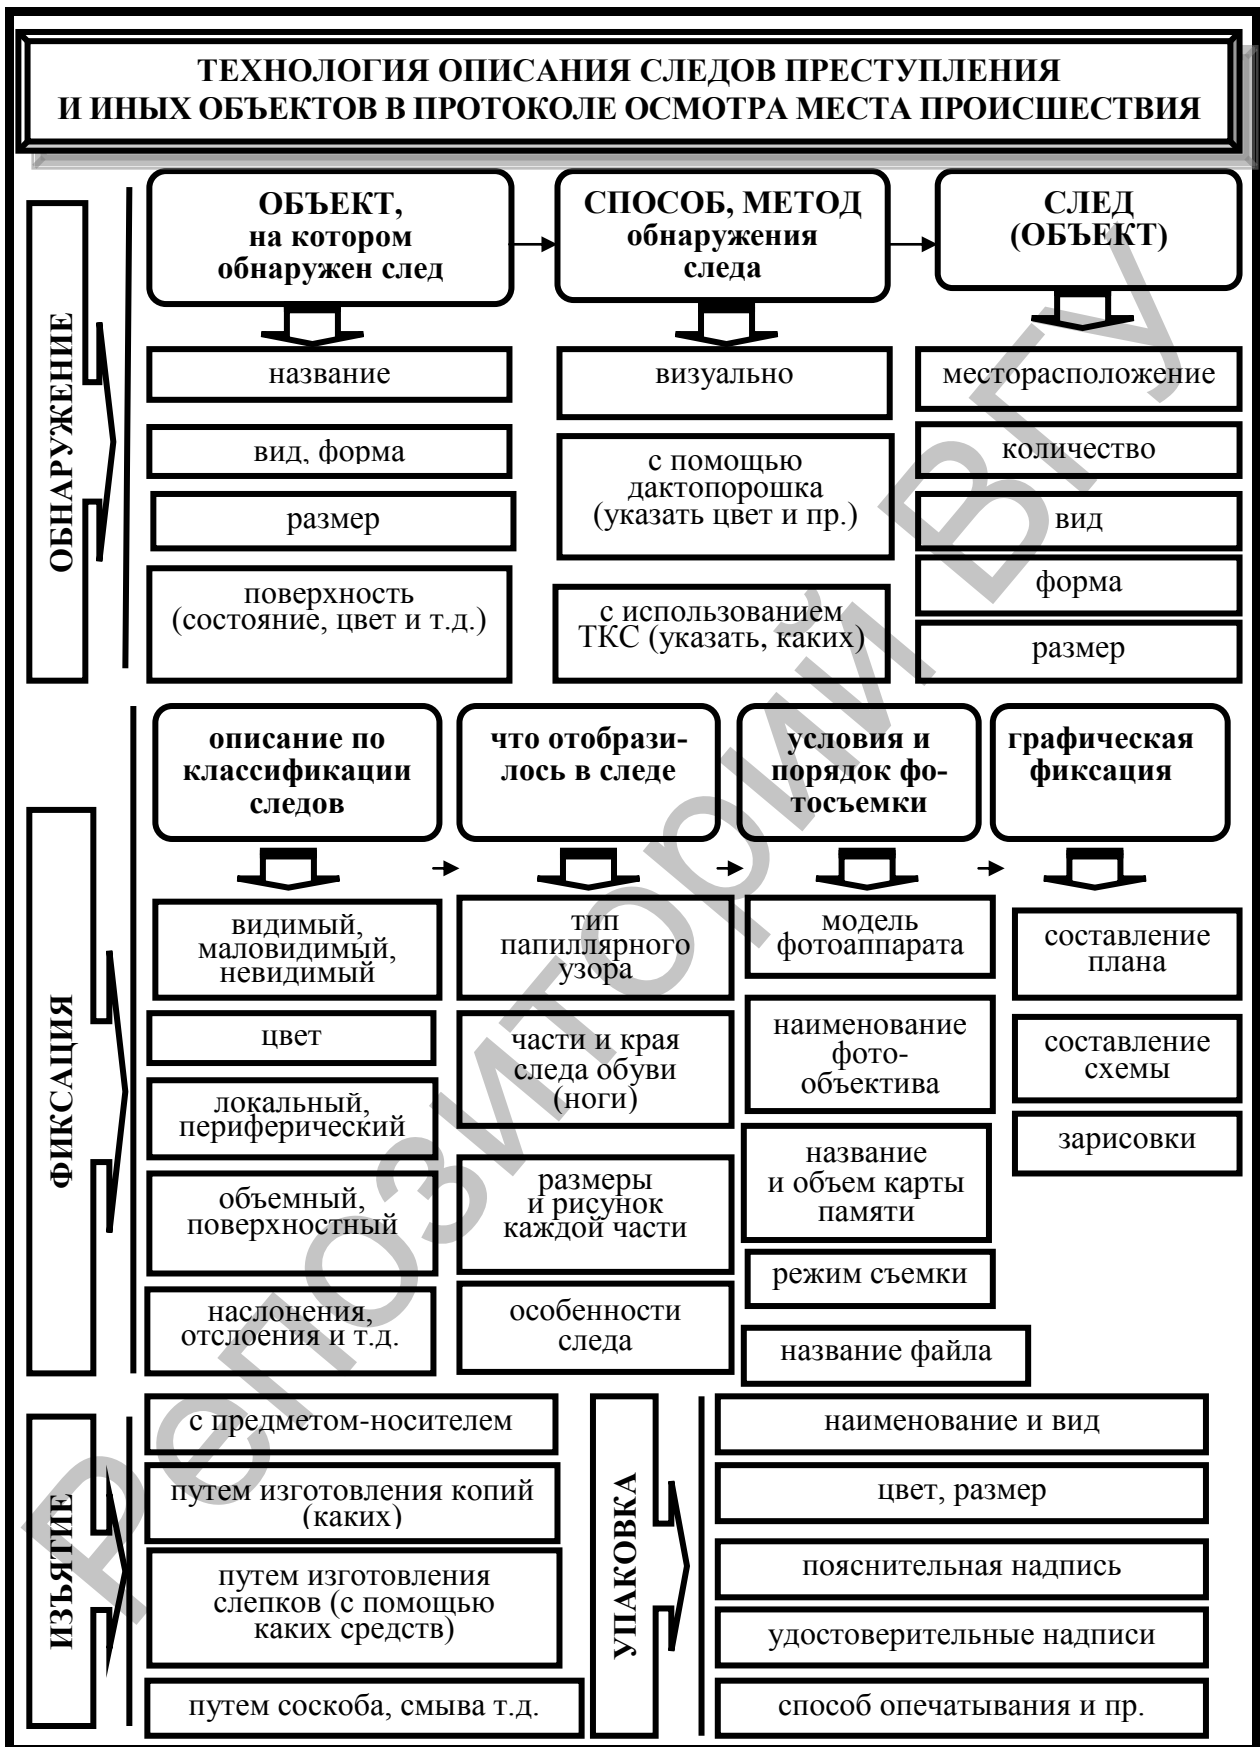 ТЕХНОЛОГИЯ ОПИСАНИЯ СЛЕДОВ ПРЕСТУПЛЕНИЯ
И ИНЫХ ОБЪЕКТОВ В ПРОТОКОЛЕ ОСМОТРА МЕСТА ПРОИСШЕСТВИЯ
ОБНАРУЖЕНИЕ
ОБЪЕКТ,
на котором
обнаружен след
название
вид, форма
размер
поверхность
(состояние, цвет и т.д.)
СПОСОБ, МЕТОД
обнаружения
следа
визуально
с помощью
дактопорошка
(указать цвет и пр.)
с использованием
ТКС (указать, каких)
СЛЕД
(ОБЪЕКТ)
месторасположение
количество
вид
форма
размер
ФИКСАЦИЯ
описание по
классификации
следов
видимый,
маловидимый,
невидимый
цвет
локальный,
периферический
объемный,
поверхностный
наслонения,
отслоения и т.д.
что отобрази-
лось в следе
тип
папиллярного
узора
части и края
следа обуви
(ноги)
размеры
и рисунок
каждой части
особенности
следа
условия и
порядок фо-
тосъемки
модель
фотоаппарата
наименование
фото-
объектива
название
и объем карты
памяти
режим съемки
название файла
графическая
фиксация
составление
плана
составление
схемы
зарисовки
ИЗЪЯТИЕ
с предметом-носителем
путем изготовления копий
(каких)
путем изготовления
слепков (с помощью
каких средств)
путем соскоба, смыва т.д.
УПАКОВКА
наименование и вид
цвет, размер
пояснительная надпись
удостоверительные надписи
способ опечатывания и пр.
Репозиторий ВГУ